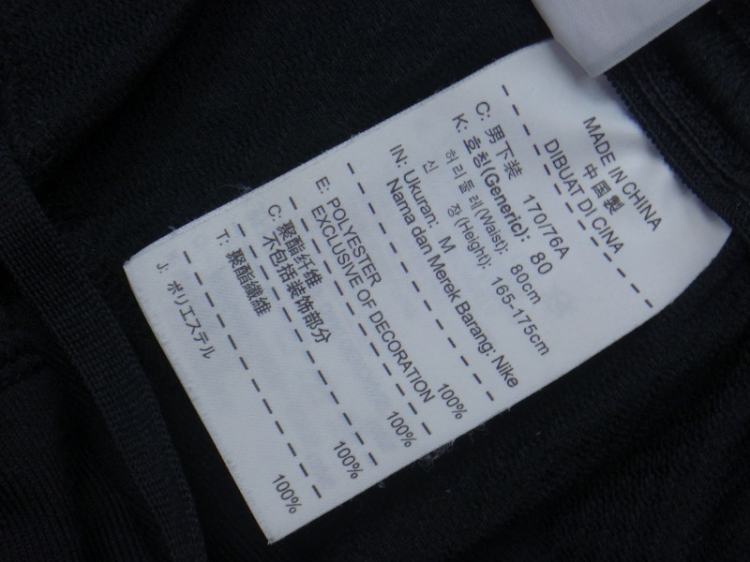 MADE IN CHINA
中国製
DIBUAT DI CINA
C: 男下装 170/76A
K: 호칭(Generic): 80
허리둘레(Waist): 80cm
신 장(Height): 165-175cm
IN: Ukuran: M
Nama dan Merek Barang: Nike
E: POLYESTER 100%
EXCLUSIVE OF DECORATION
C: 聚酯纤维 100%
不包括装饰部分
T: 聚酯纖維 100%
J: ポリエステル 100%